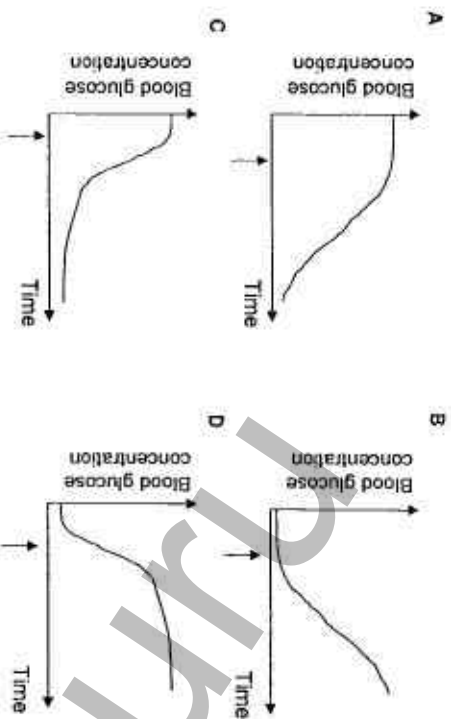 A
Blood glucose
concentration
Time
B
Blood glucose
concentration
Time
C
Blood glucose
concentration
Time
D
Blood glucose
concentration
Time